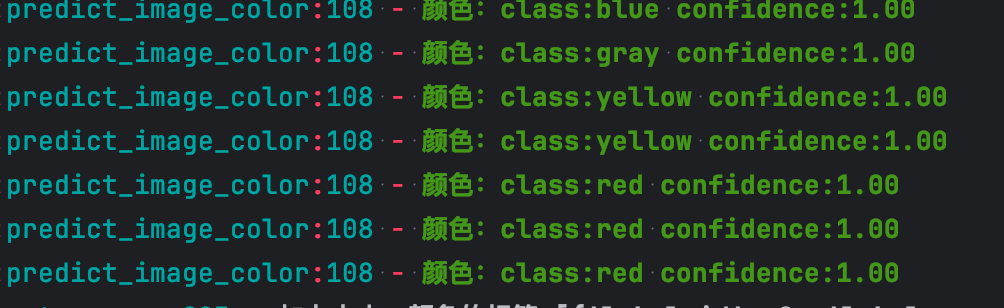 predict_image_color:108 - 颜色: class:blue confidence:1.00
predict_image_color:108 - 颜色: class:gray confidence:1.00
predict_image_color:108 - 颜色: class:yellow confidence:1.00
predict_image_color:108 - 颜色: class:yellow confidence:1.00
predict_image_color:108 - 颜色: class:red confidence:1.00
predict_image_color:108 - 颜色: class:red confidence:1.00
predict_image_color:108 - 颜色: class:red confidence:1.00